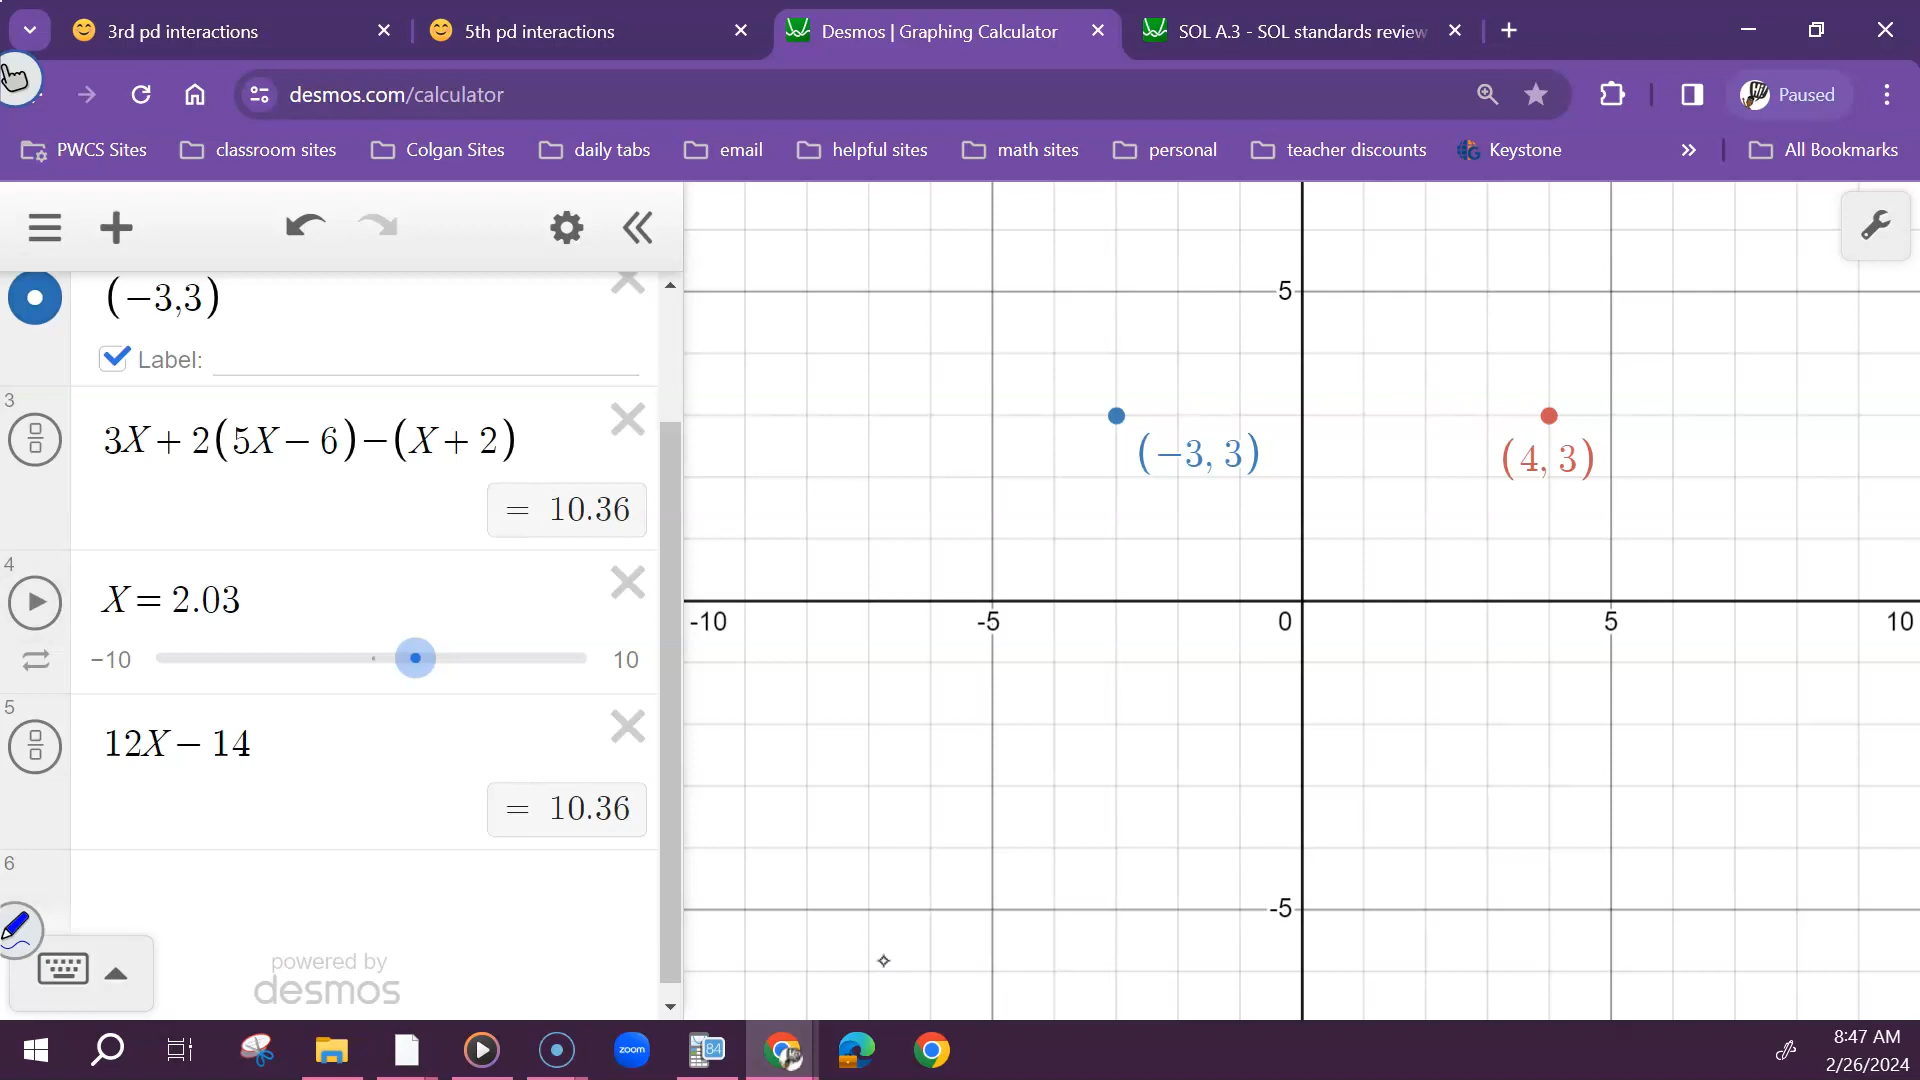 3rd pd interactions
5th pd interactions
Desmos | Graphing Calculator
SOL A.3 - SOL standards review
desmos.com/calculator
Paused
PWCS Sites
classroom sites
Colgan Sites
daily tabs
email
helpful sites
math sites
personal
teacher discounts
Keystone
»
All Bookmarks
(−3,3)
Label:
3
3X + 2(5X − 6) − (X + 2)
= 10.36
4
X = 2.03
−10
10
5
12X − 14
= 10.36
6
powered by
desmos
5
(−3, 3)
(4, 3)
-10
-5
0
5
10
-5
zoom
84
8:47 AM
2/26/2024